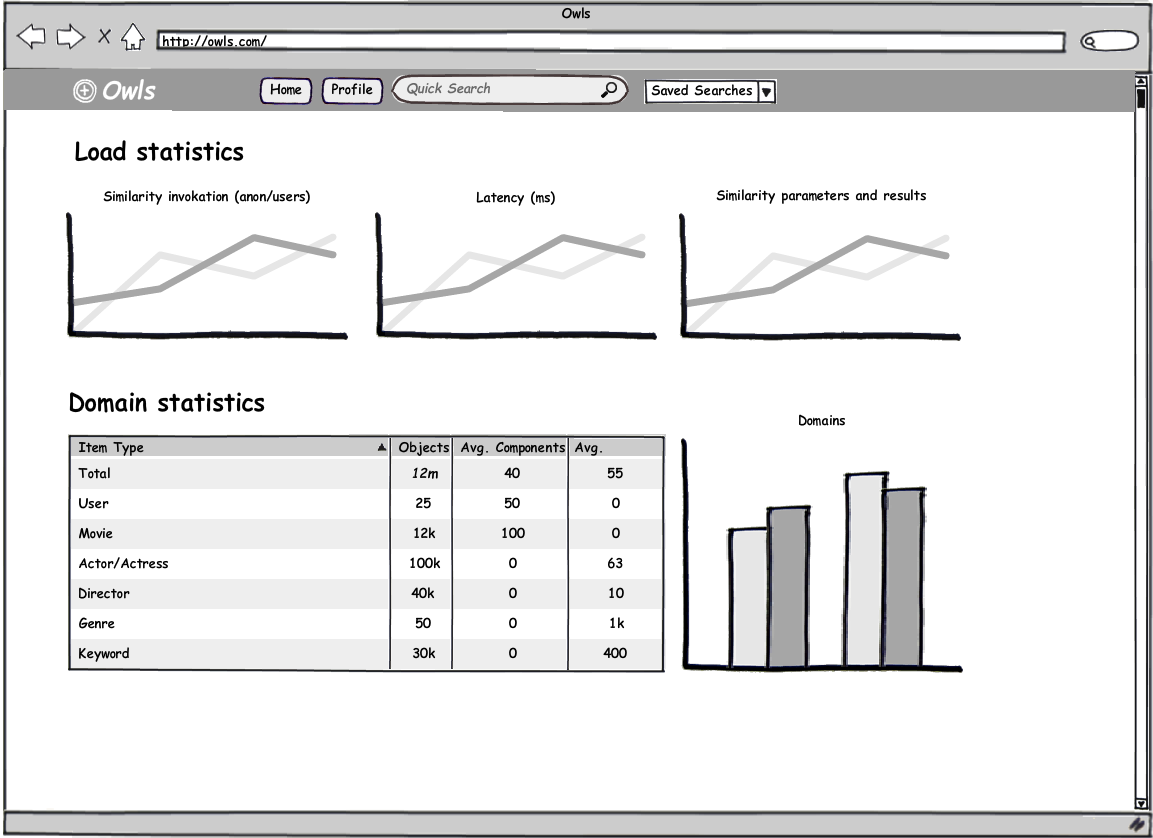 Owls
http://owls.com/
Owls Home Profile Quick Search Saved Searches
Load statistics
Similarity invokation (anon/users) Latency (ms) Similarity parameters and results
Domain statistics
Domains
Item Type Objects Avg. Components Avg.
Total 12m 40 55
User 25 50 0
Movie 12k 100 0
Actor/Actress 100k 0 63
Director 40k 0 10
Genre 50 0 1k
Keyword 30k 0 400